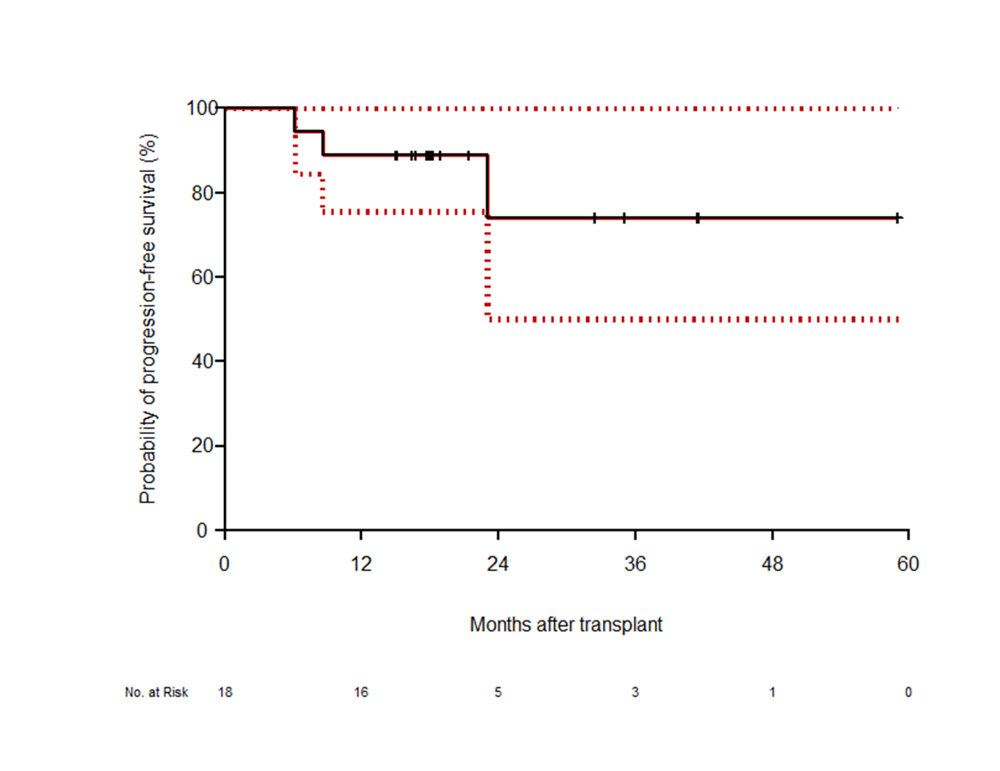 Probability of progression-free survival (%)
100
80
60
40
20
0
0 12 24 36 48 60
Months after transplant
No. at Risk 18 16 5 3 1 0